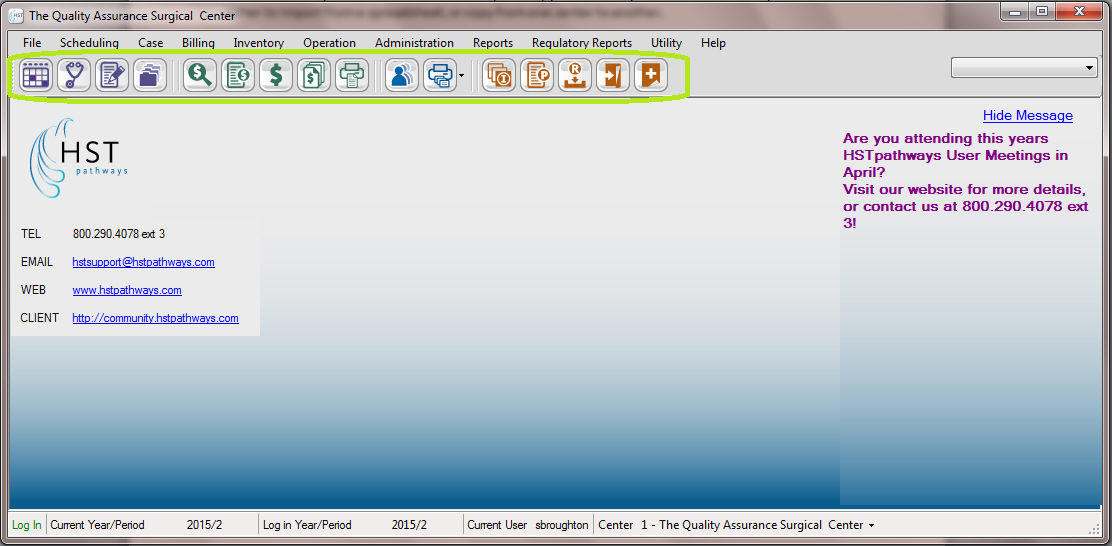 HST
The Quality Assurance Surgical Center
File Scheduling Case Billing Inventory Operation Administration Reports Regulatory Reports Utility Help
Hide Message
Are you attending this years
HSTpathways User Meetings in
April?
Visit our website for more details,
or contact us at 800.290.4078 ext
3!
HST
pathways
TEL 800.290.4078 ext 3
EMAIL hstsupport@hstpathways.com
WEB www.hstpathways.com
CLIENT http://community.hstpathways.com
Log In Current Year/Period 2015/2 Log in Year/Period 2015/2 Current User sbroughton Center 1 - The Quality Assurance Surgical Center